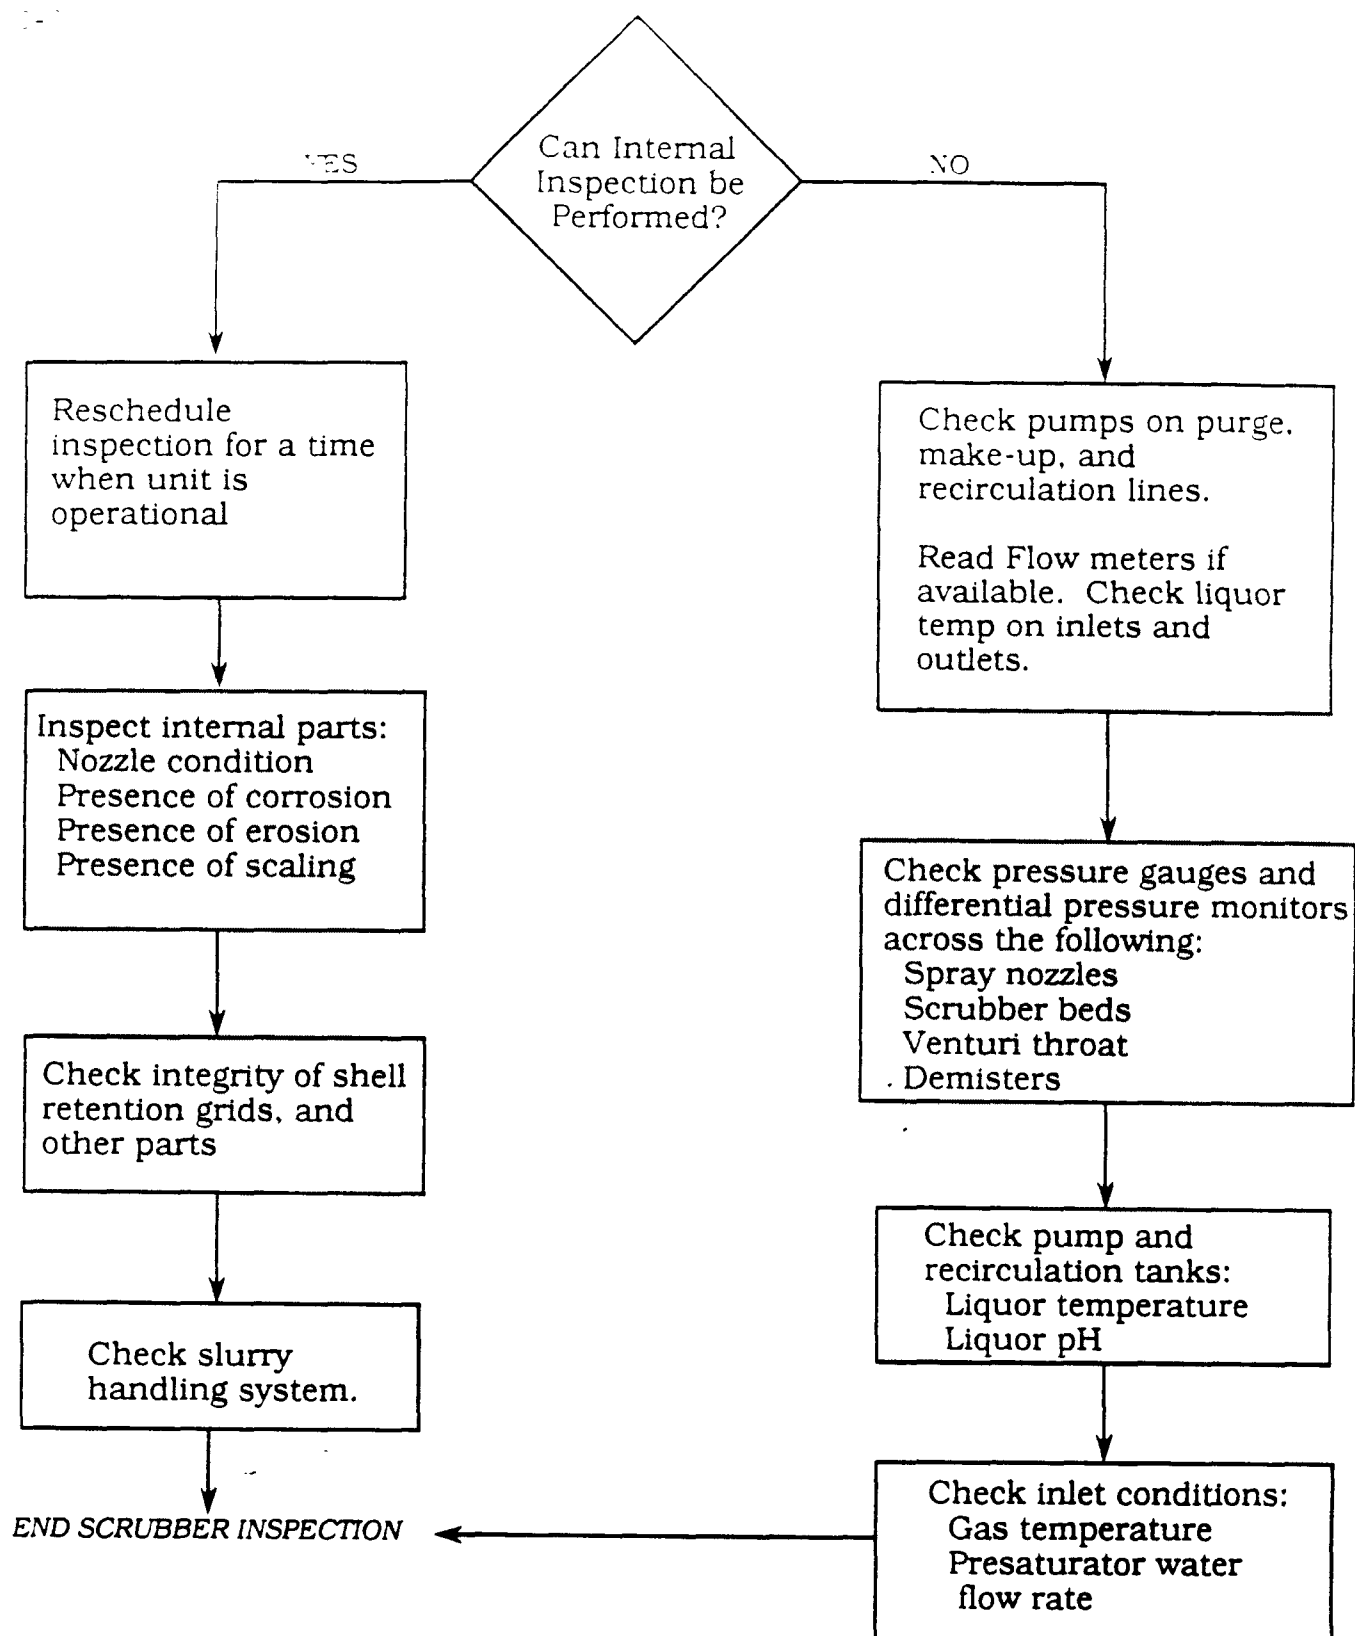 Can Internal
Inspection be
Performed?
YES
NO
Reschedule
inspection for a time
when unit is
operational
Inspect internal parts:
Nozzle condition
Presence of corrosion
Presence of erosion
Presence of scaling
Check integrity of shell
retention grids, and
other parts
Check slurry
handling system.
END SCRUBBER INSPECTION
Check pumps on purge,
make-up, and
recirculation lines.
Read Flow meters if
available. Check liquor
temp on inlets and
outlets.
Check pressure gauges and
differential pressure monitors
across the following:
Spray nozzles
Scrubber beds
Venturi throat
Demisters
Check pump and
recirculation tanks:
Liquor temperature
Liquor pH
Check inlet conditions:
Gas temperature
Presaturator water
flow rate